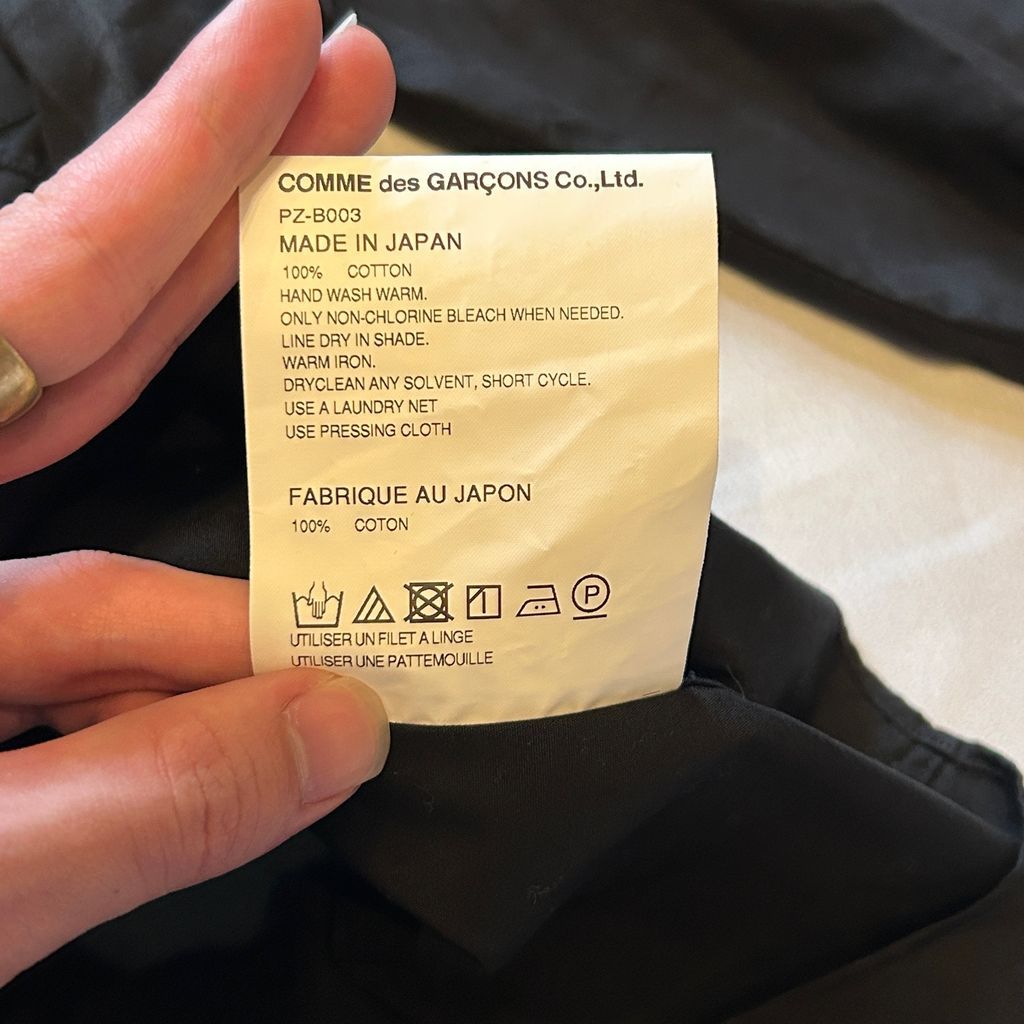 COMME des GARÇONS Co.,Ltd.
PZ-B003
MADE IN JAPAN
100% COTTON
HAND WASH WARM.
ONLY NON-CHLORINE BLEACH WHEN NEEDED.
LINE DRY IN SHADE.
WARM IRON.
DRYCLEAN ANY SOLVENT, SHORT CYCLE.
USE A LAUNDRY NET
USE PRESSING CLOTH
FABRIQUE AU JAPON
100% COTON
P
UTILISER UN FILET A LINGE
UTILISER UNE PATTEMOUILLE